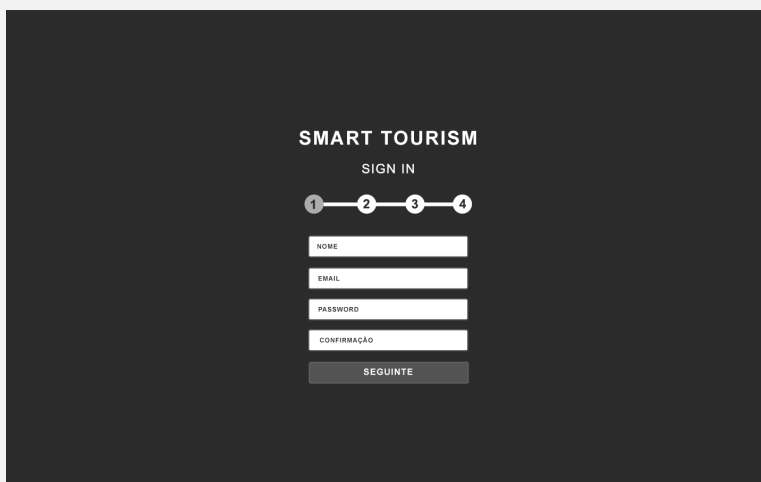 SMART TOURISM
SIGN IN
1 2 3 4
NOME
EMAIL
PASSWORD
CONFIRMAÇÃO
SEGUINTE